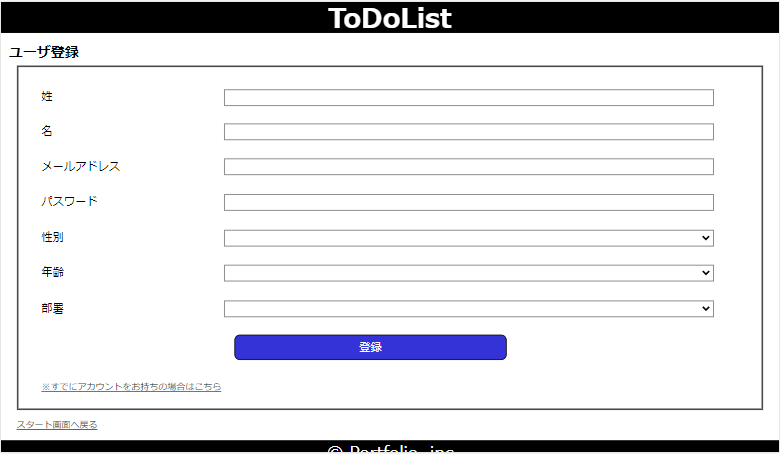 ToDoList
ユーザ登録
姓
名
メールアドレス
パスワード
性別
年齢
部署
登録
※すでにアカウントをお持ちの場合はこちら
スタート画面へ戻る
© Portfolio, inc